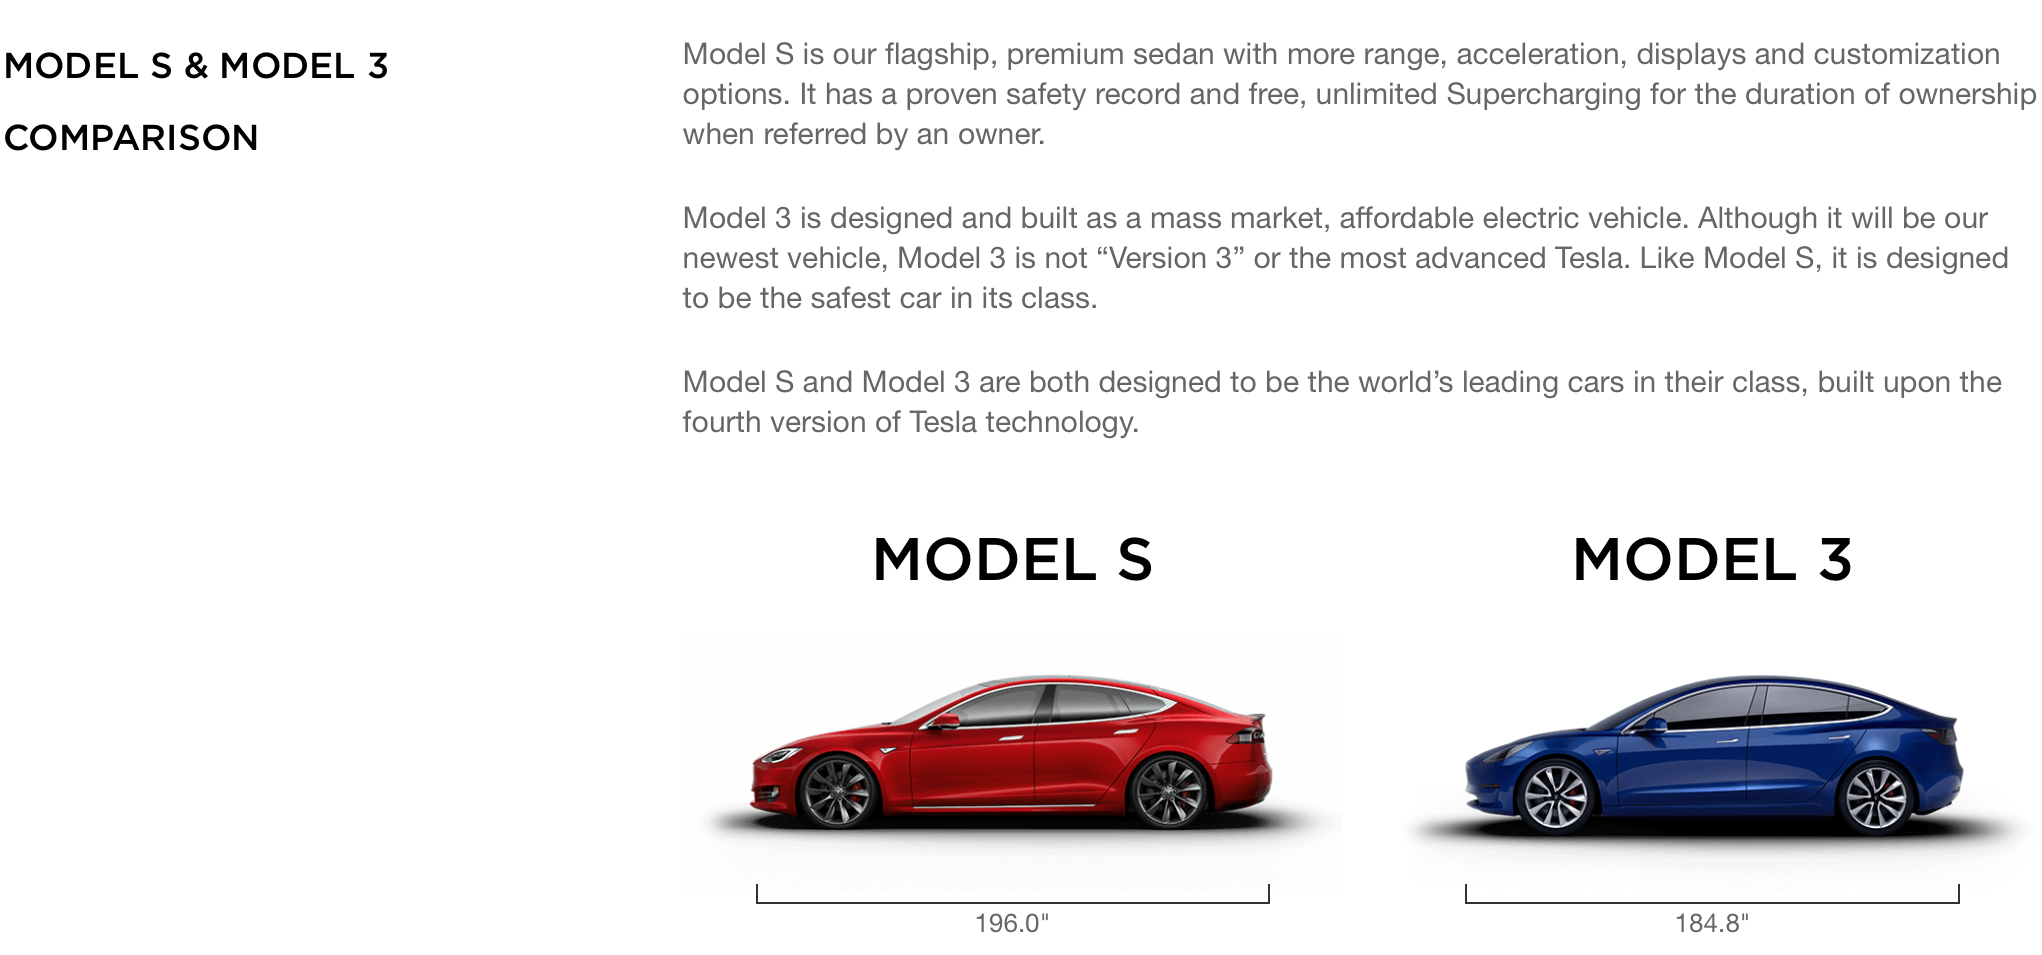 MODEL S & MODEL 3
COMPARISON
Model S is our flagship, premium sedan with more range, acceleration, displays and customization
options. It has a proven safety record and free, unlimited Supercharging for the duration of ownership
when referred by an owner.
Model 3 is designed and built as a mass market, affordable electric vehicle. Although it will be our
newest vehicle, Model 3 is not “Version 3” or the most advanced Tesla. Like Model S, it is designed
to be the safest car in its class.
Model S and Model 3 are both designed to be the world’s leading cars in their class, built upon the
fourth version of Tesla technology.
MODEL S
MODEL 3
196.0"
184.8"